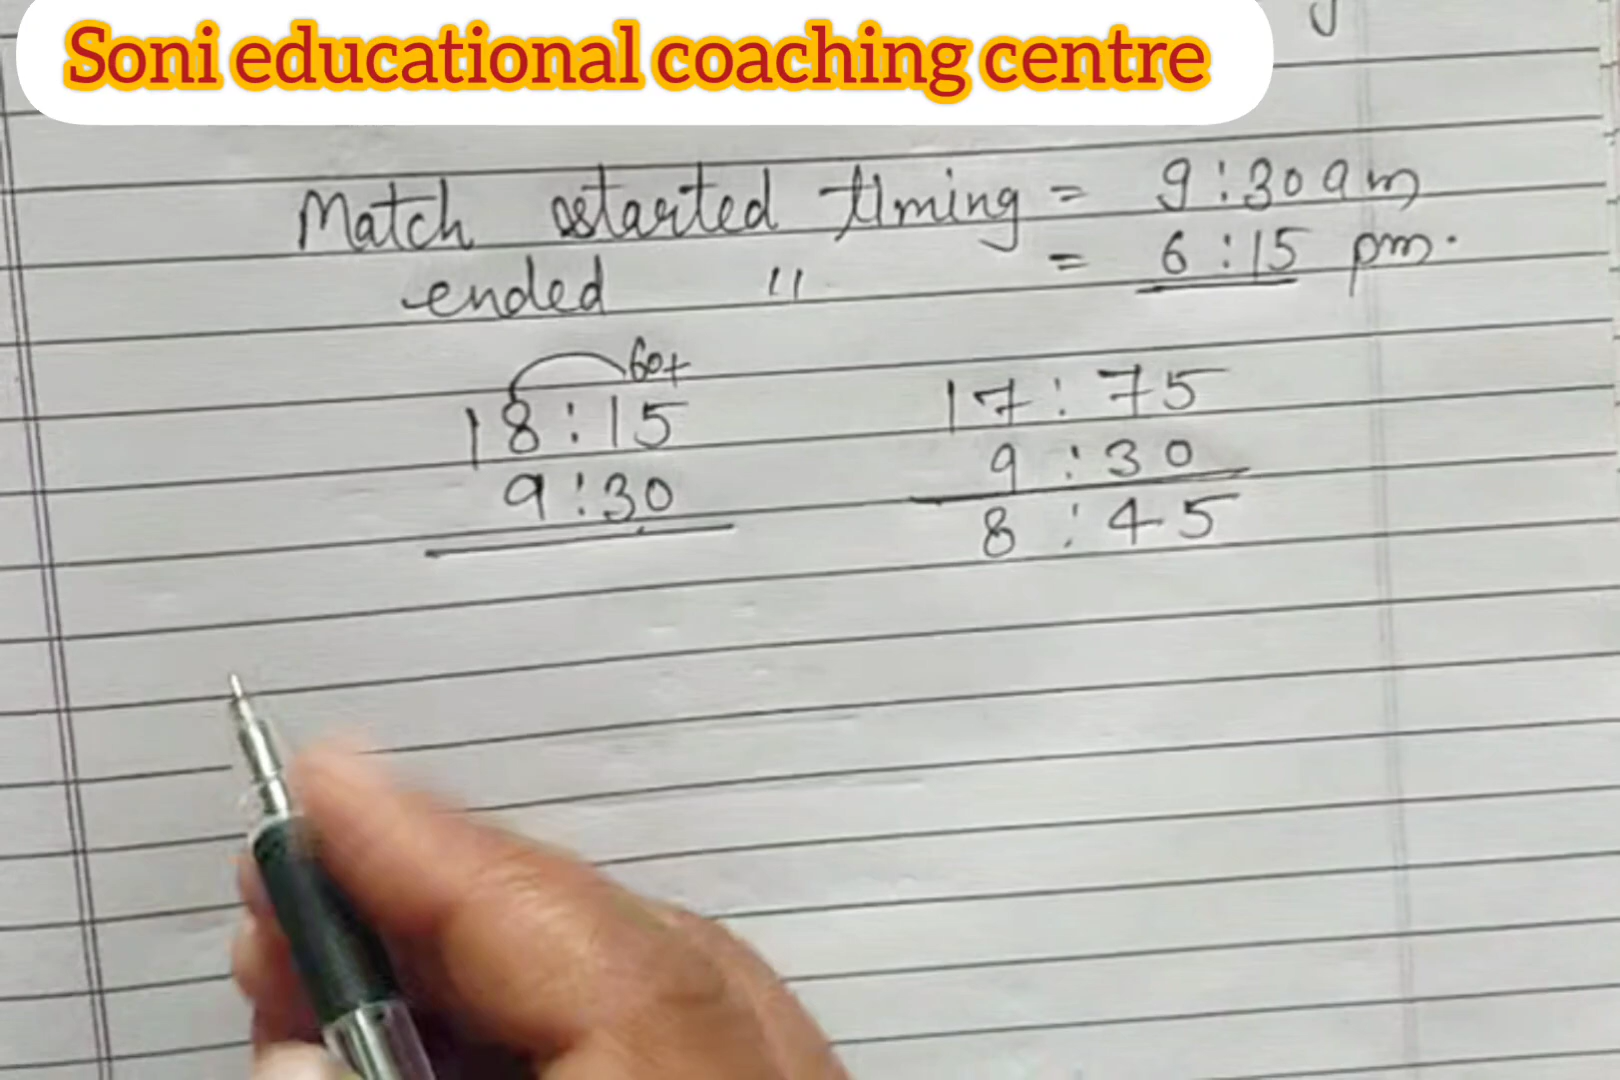 Soni educational coaching centre
Match started timing = 9:30 am
ended " = 6:15 pm.
60+
18:15
9:30
17:75
9:30
8:45